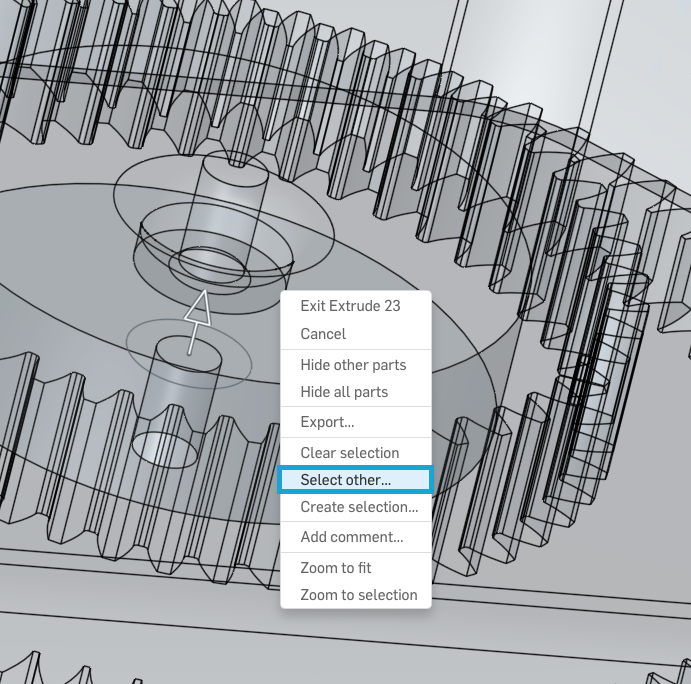 Exit Extrude 23
Cancel
Hide other parts
Hide all parts
Export...
Clear selection
Select other...
Create selection...
Add comment...
Zoom to fit
Zoom to selection